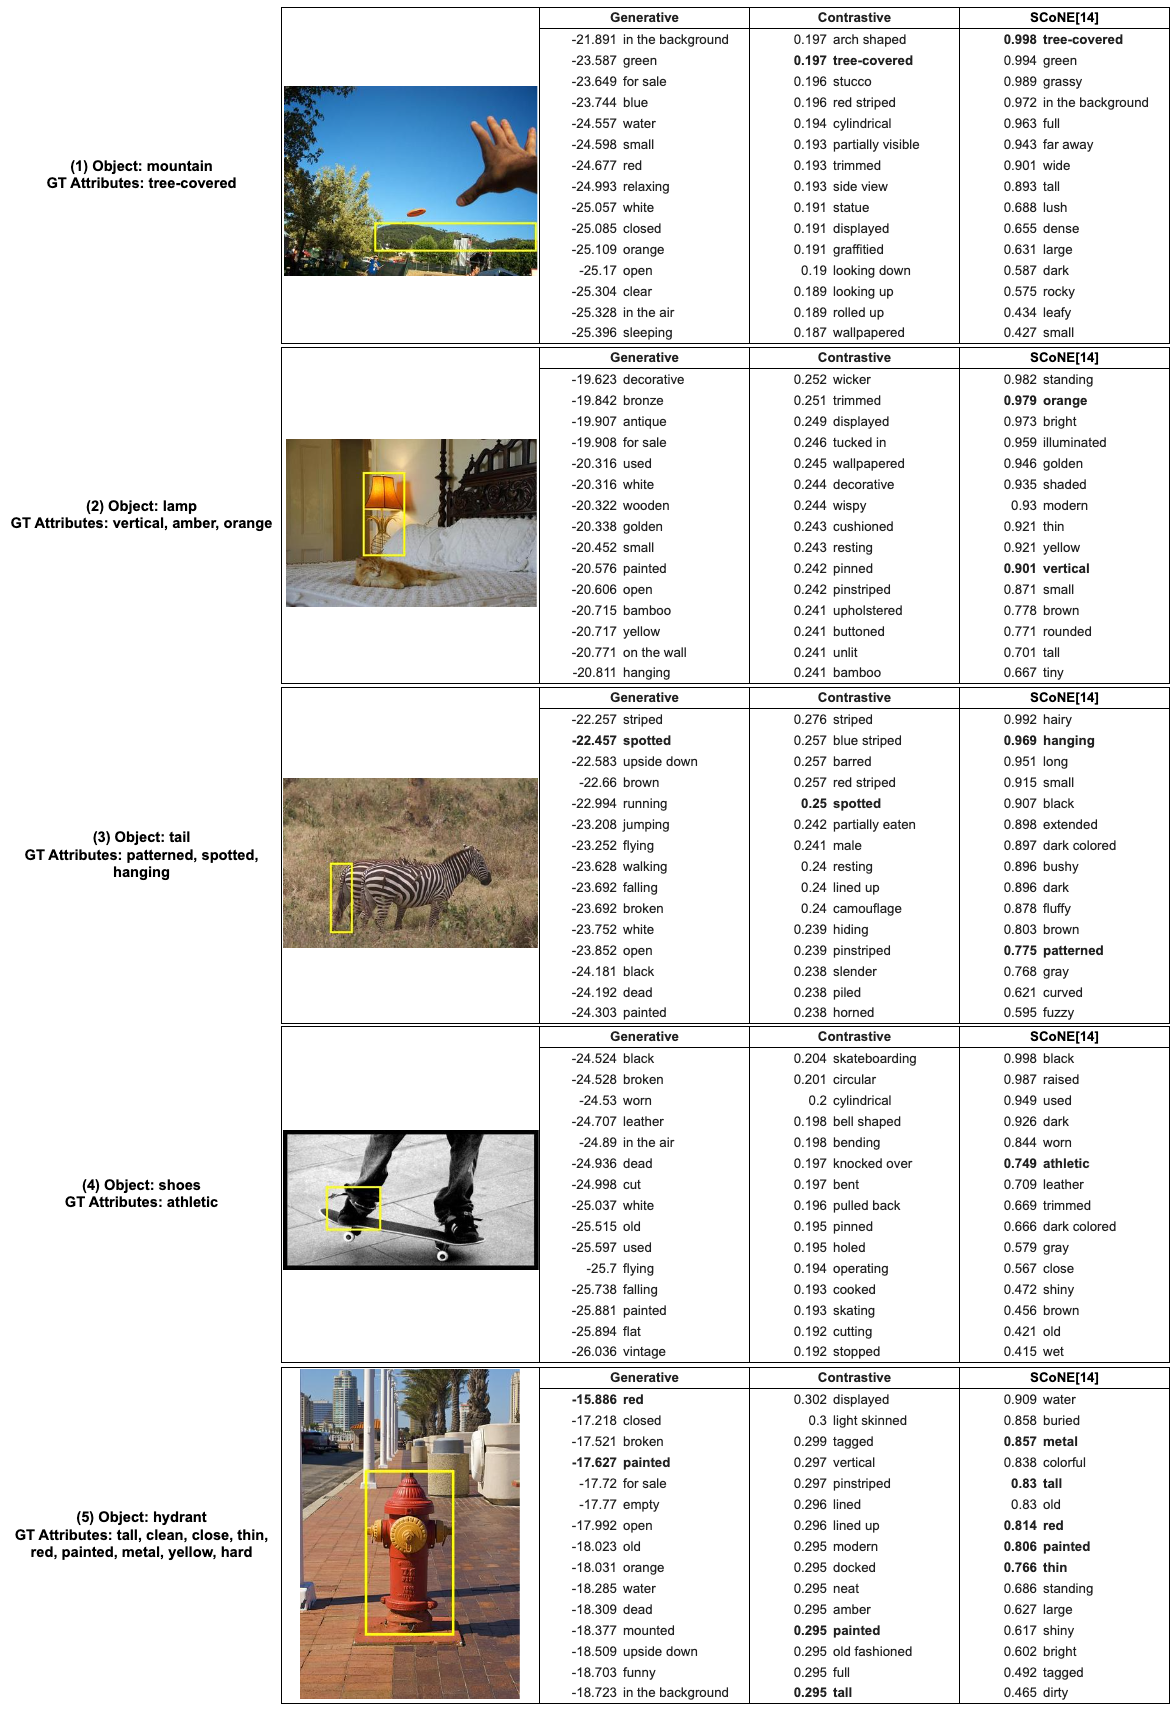 (1) Object: mountain
GT Attributes: tree-covered
Generative Contrastive SCoNE[14]
-21.891 in the background 0.197 arch shaped 0.998 tree-covered
-23.587 green 0.197 tree-covered 0.994 green
-23.649 for sale 0.196 stucco 0.989 grassy
-23.744 blue 0.196 red striped 0.972 in the background
-24.557 water 0.194 cylindrical 0.963 full
-24.598 small 0.193 partially visible 0.943 far away
-24.677 red 0.193 trimmed 0.901 wide
-24.993 relaxing 0.193 side view 0.893 tall
-25.057 white 0.191 statue 0.688 lush
-25.085 closed 0.191 displayed 0.655 dense
-25.109 orange 0.191 graffitied 0.631 large
-25.17 open 0.19 looking down 0.587 dark
-25.304 clear 0.189 looking up 0.575 rocky
-25.328 in the air 0.189 rolled up 0.434 leafy
-25.396 sleeping 0.187 wallpapered 0.427 small
(2) Object: lamp
GT Attributes: vertical, amber, orange
Generative Contrastive SCoNE[14]
-19.623 decorative 0.252 wicker 0.982 standing
-19.842 bronze 0.251 trimmed 0.979 orange
-19.907 antique 0.249 displayed 0.973 bright
-19.908 for sale 0.246 tucked in 0.959 illuminated
-20.316 used 0.245 wallpapered 0.946 golden
-20.316 white 0.244 decorative 0.935 shaded
-20.322 wooden 0.244 wispy 0.93 modern
-20.338 golden 0.243 cushioned 0.921 thin
-20.452 small 0.243 resting 0.921 yellow
-20.576 painted 0.242 pinned 0.901 vertical
-20.606 open 0.242 pinstriped 0.871 small
-20.715 bamboo 0.241 upholstered 0.778 brown
-20.717 yellow 0.241 buttoned 0.771 rounded
-20.771 on the wall 0.241 unlit 0.701 tall
-20.811 hanging 0.241 bamboo 0.667 tiny
(3) Object: tail
GT Attributes: patterned, spotted,
hanging
Generative Contrastive SCoNE[14]
-22.257 striped 0.276 striped 0.992 hairy
-22.457 spotted 0.257 blue striped 0.969 hanging
-22.583 upside down 0.257 barred 0.951 long
-22.66 brown 0.257 red striped 0.915 small
-22.994 running 0.25 spotted 0.907 black
-23.208 jumping 0.242 partially eaten 0.898 extended
-23.252 flying 0.241 male 0.897 dark colored
-23.628 walking 0.24 resting 0.896 bushy
-23.692 falling 0.24 lined up 0.896 dark
-23.692 broken 0.24 camouflage 0.878 fluffy
-23.752 white 0.239 hiding 0.803 brown
-23.852 open 0.239 pinstriped 0.775 patterned
-24.181 black 0.238 slender 0.768 gray
-24.192 dead 0.238 piled 0.621 curved
-24.303 painted 0.238 horned 0.595 fuzzy
(4) Object: shoes
GT Attributes: athletic
Generative Contrastive SCoNE[14]
-24.524 black 0.204 skateboarding 0.998 black
-24.528 broken 0.201 circular 0.987 raised
-24.53 worn 0.2 cylindrical 0.949 used
-24.707 leather 0.198 bell shaped 0.926 dark
-24.89 in the air 0.198 bending 0.844 worn
-24.936 dead 0.197 knocked over 0.749 athletic
-24.998 cut 0.197 bent 0.709 leather
-25.037 white 0.196 pulled back 0.669 trimmed
-25.515 old 0.195 pinned 0.666 dark colored
-25.597 used 0.195 holed 0.579 gray
-25.7 flying 0.194 operating 0.567 close
-25.738 falling 0.193 cooked 0.472 shiny
-25.881 painted 0.193 skating 0.456 brown
-25.894 flat 0.192 cutting 0.421 old
-26.036 vintage 0.192 stopped 0.415 wet
(5) Object: hydrant
GT Attributes: tall, clean, close, thin,
red, painted, metal, yellow, hard
Generative Contrastive SCoNE[14]
-15.886 red 0.302 displayed 0.909 water
-17.218 closed 0.3 light skinned 0.858 buried
-17.521 broken 0.299 tagged 0.857 metal
-17.627 painted 0.297 vertical 0.838 colorful
-17.72 for sale 0.297 pinstriped 0.83 tall
-17.77 empty 0.296 lined 0.83 old
-17.992 open 0.296 lined up 0.814 red
-18.023 old 0.295 modern 0.806 painted
-18.031 orange 0.295 docked 0.766 thin
-18.285 water 0.295 neat 0.686 standing
-18.309 dead 0.295 amber 0.627 large
-18.377 mounted 0.295 painted 0.617 shiny
-18.509 upside down 0.295 old fashioned 0.602 bright
-18.703 funny 0.295 full 0.492 tagged
-18.723 in the background 0.295 tall 0.465 dirty